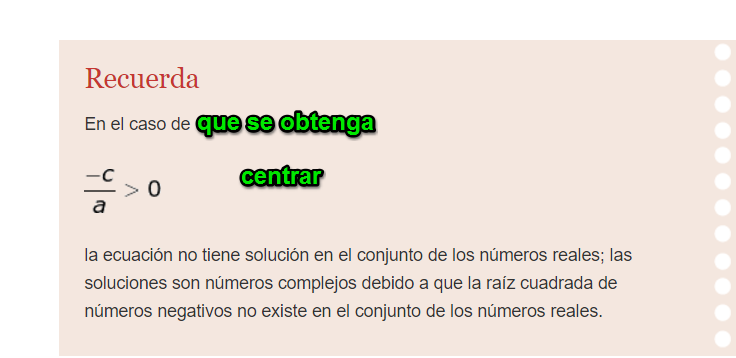 Recuerda
En el caso de que se obtenga
centrar
-c
a > 0
la ecuación no tiene solución en el conjunto de los números reales; las
soluciones son números complejos debido a que la raíz cuadrada de
números negativos no existe en el conjunto de los números reales.